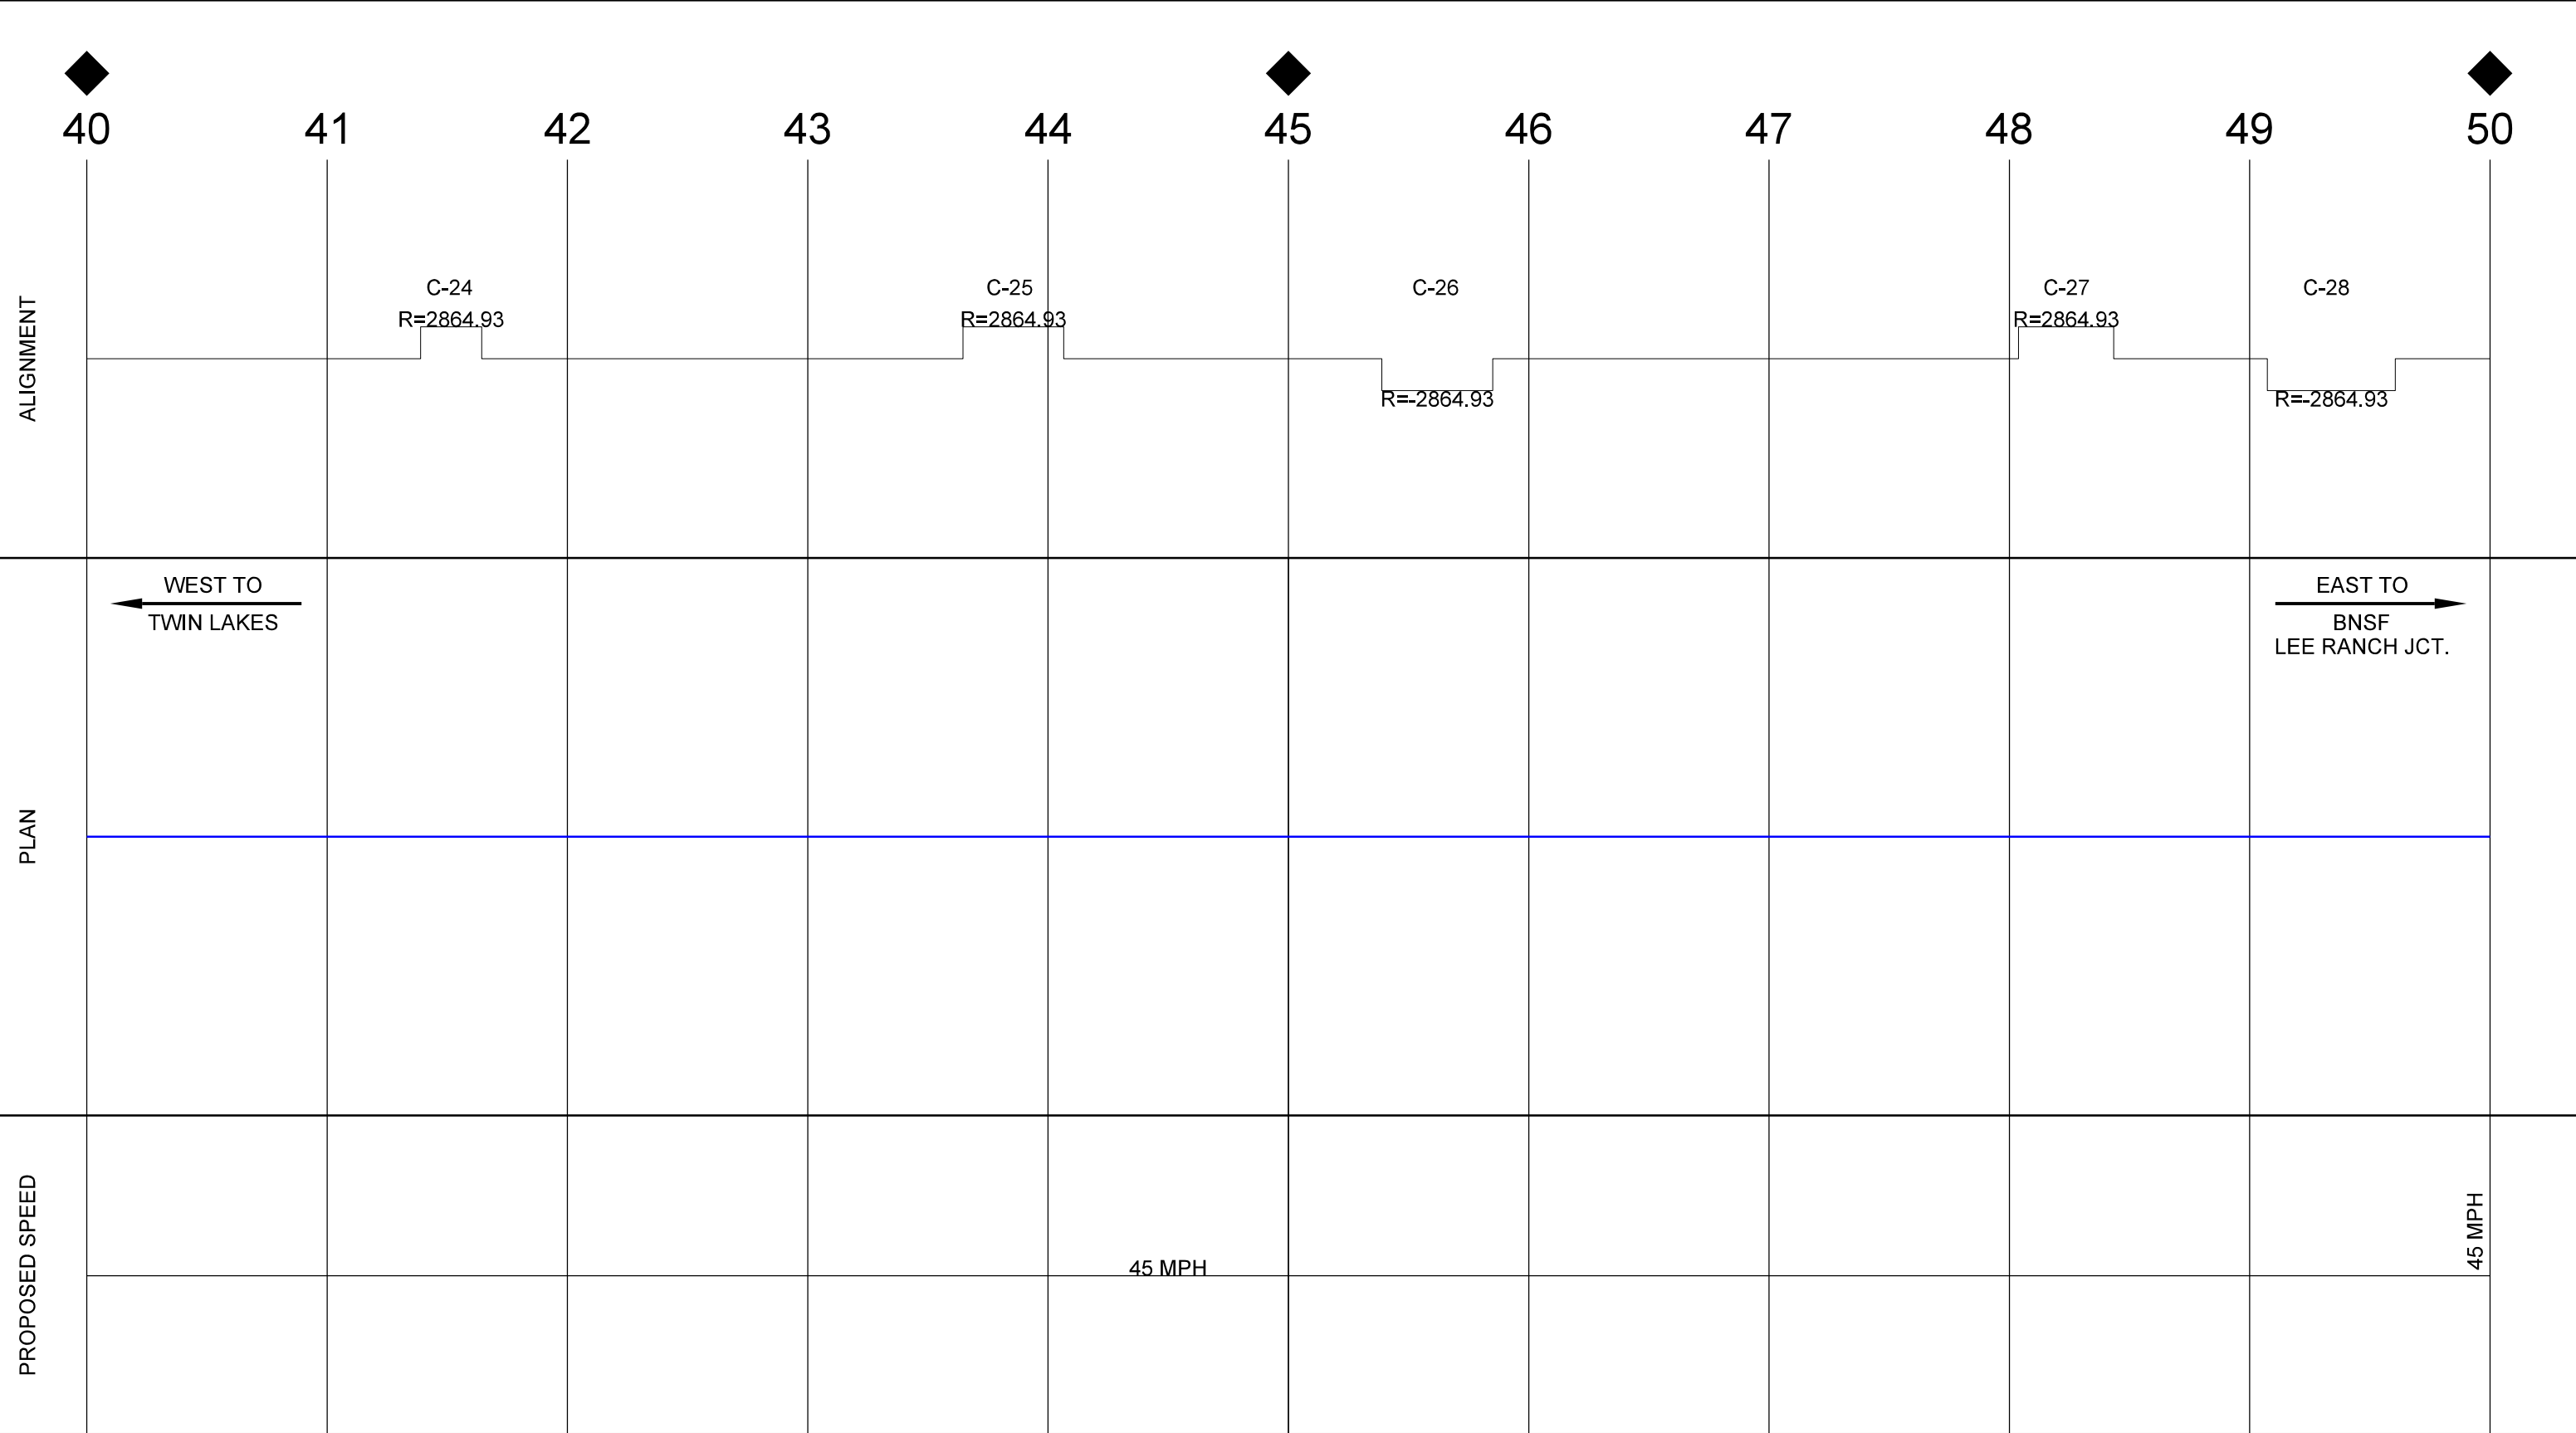 40 41 42 43 44 45 46 47 48 49 50
ALIGNMENT
C-24 C-25 C-26 C-27 C-28
R=2864.93 R=2864.93 R=2864.93
R=-2864.93 R=-2864.93
PLAN
WEST TO
TWIN LAKES
EAST TO
BNSF
LEE RANCH JCT.
PROPOSED SPEED
45 MPH
45 MPH